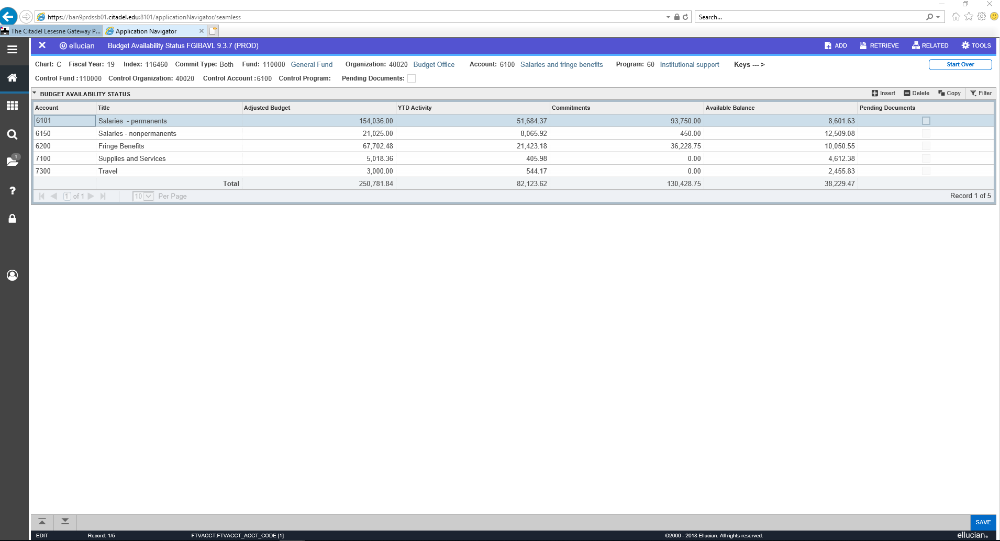 https://ban9prdssb01.citadel.edu:8101/applicationNavigator/seamless Search...
The Citadel Lesesne Gateway P... Application Navigator
ellucian Budget Availability Status FGIBAVL 9.3.7 (PROD) ADD RETRIEVE RELATED TOOLS
Chart: C Fiscal Year: 19 Index: 116460 Commit Type: Both Fund: 110000 General Fund Organization: 40020 Budget Office Account: 6100 Salaries and fringe benefits Program: 60 Institutional support Keys --- > Start Over
Control Fund : 110000 Control Organization: 40020 Control Account : 6100 Control Program: Pending Documents:
BUDGET AVAILABILITY STATUS Insert Delete Copy Filter
Account Title Adjusted Budget YTD Activity Commitments Available Balance Pending Documents
6101 Salaries - permanents 154,036.00 51,684.37 93,750.00 8,601.63
6150 Salaries - nonpermanents 21,025.00 8,065.92 450.00 12,509.08
6200 Fringe Benefits 67,702.48 21,423.18 36,228.75 10,050.55
7100 Supplies and Services 5,018.36 405.98 0.00 4,612.38
7300 Travel 3,000.00 544.17 0.00 2,455.83
Total 250,781.84 82,123.62 130,428.75 38,229.47
1 of 1 10 Per Page Record 1 of 5
1
?
SAVE
EDIT Record: 1/5 FTVACCT.FTVACCT_ACCT_CODE [1] ©2000 - 2018 Ellucian. All rights reserved. ellucian